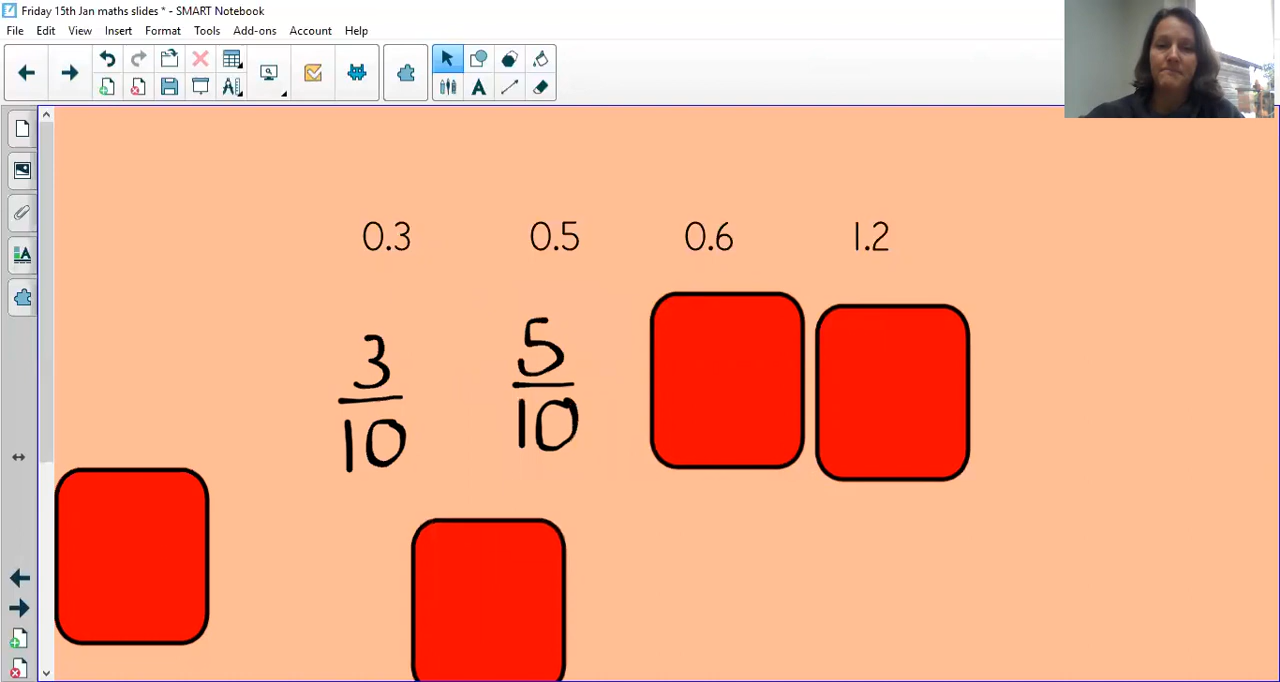 Friday 15th Jan maths slides * - SMART Notebook
File Edit View Insert Format Tools Add-ons Account Help
0.3 0.5 0.6 1.2
3/10 5/10